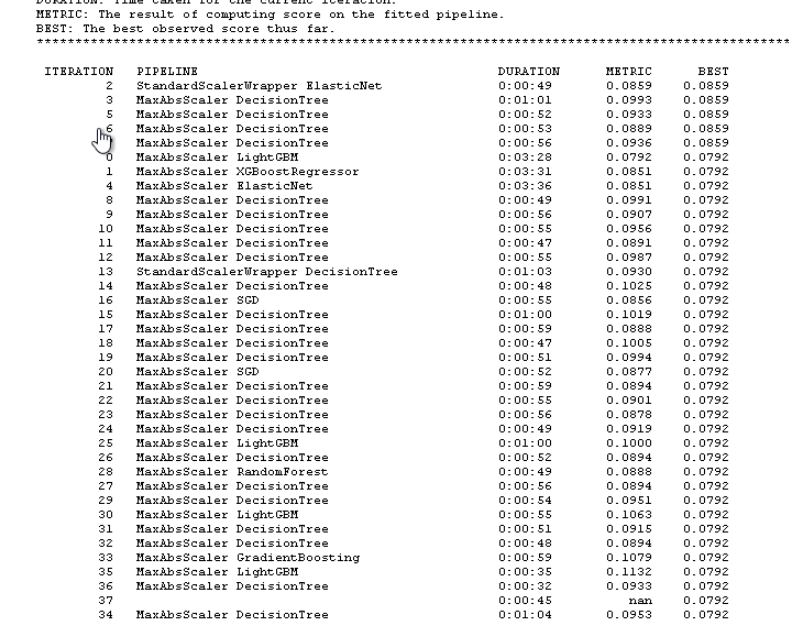 DURATION: Time taken for the current iteration.
METRIC: The result of computing score on the fitted pipeline.
BEST: The best observed score thus far.
****************************************************************************************************
ITERATION PIPELINE DURATION METRIC BEST
2 StandardScalerWrapper ElasticNet 0:00:49 0.0859 0.0859
3 MaxAbsScaler DecisionTree 0:01:01 0.0993 0.0859
5 MaxAbsScaler DecisionTree 0:00:52 0.0933 0.0859
6 MaxAbsScaler DecisionTree 0:00:53 0.0889 0.0859
MaxAbsScaler DecisionTree 0:00:56 0.0936 0.0859
0 MaxAbsScaler LightGBM 0:03:28 0.0792 0.0792
1 MaxAbsScaler XGBoostRegressor 0:03:31 0.0851 0.0792
4 MaxAbsScaler ElasticNet 0:03:36 0.0851 0.0792
8 MaxAbsScaler DecisionTree 0:00:49 0.0991 0.0792
9 MaxAbsScaler DecisionTree 0:00:56 0.0907 0.0792
10 MaxAbsScaler DecisionTree 0:00:55 0.0956 0.0792
11 MaxAbsScaler DecisionTree 0:00:47 0.0891 0.0792
12 MaxAbsScaler DecisionTree 0:00:55 0.0987 0.0792
13 StandardScalerWrapper DecisionTree 0:01:03 0.0930 0.0792
14 MaxAbsScaler DecisionTree 0:00:48 0.1025 0.0792
16 MaxAbsScaler SGD 0:00:55 0.0856 0.0792
15 MaxAbsScaler DecisionTree 0:01:00 0.1019 0.0792
17 MaxAbsScaler DecisionTree 0:00:59 0.0888 0.0792
18 MaxAbsScaler DecisionTree 0:00:47 0.1005 0.0792
19 MaxAbsScaler DecisionTree 0:00:51 0.0994 0.0792
20 MaxAbsScaler SGD 0:00:52 0.0877 0.0792
21 MaxAbsScaler DecisionTree 0:00:59 0.0894 0.0792
22 MaxAbsScaler DecisionTree 0:00:55 0.0901 0.0792
23 MaxAbsScaler DecisionTree 0:00:56 0.0878 0.0792
24 MaxAbsScaler DecisionTree 0:00:49 0.0919 0.0792
25 MaxAbsScaler LightGBM 0:01:00 0.1000 0.0792
26 MaxAbsScaler DecisionTree 0:00:52 0.0894 0.0792
28 MaxAbsScaler RandomForest 0:00:49 0.0888 0.0792
27 MaxAbsScaler DecisionTree 0:00:56 0.0894 0.0792
29 MaxAbsScaler DecisionTree 0:00:54 0.0951 0.0792
30 MaxAbsScaler LightGBM 0:00:55 0.1063 0.0792
31 MaxAbsScaler DecisionTree 0:00:51 0.0915 0.0792
32 MaxAbsScaler DecisionTree 0:00:48 0.0894 0.0792
33 MaxAbsScaler GradientBoosting 0:00:59 0.1079 0.0792
35 MaxAbsScaler LightGBM 0:00:35 0.1132 0.0792
36 MaxAbsScaler DecisionTree 0:00:32 0.0933 0.0792
37 0:00:45 nan 0.0792
34 MaxAbsScaler DecisionTree 0:01:04 0.0953 0.0792